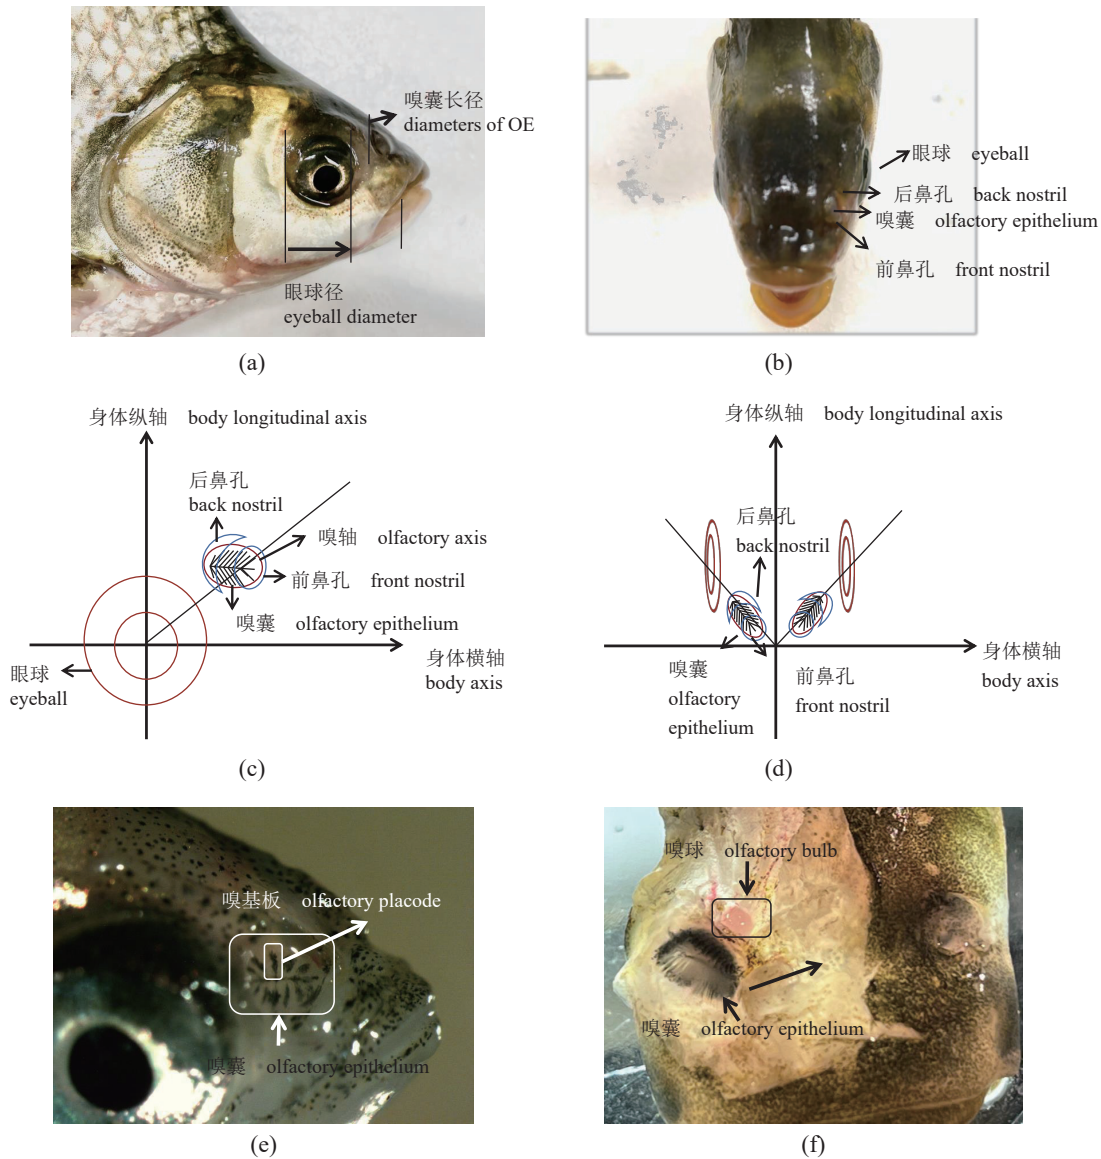 嗅囊长径
diameters of OE
眼球径
eyeball diameter
(a)
眼球 eyeball
后鼻孔 back nostril
嗅囊 olfactory epithelium
前鼻孔 front nostril
(b)
身体纵轴 body longitudinal axis
后鼻孔
back nostril
嗅轴 olfactory axis
前鼻孔 front nostril
嗅囊 olfactory epithelium
身体横轴
body axis
眼球
eyeball
(c)
身体纵轴 body longitudinal axis
后鼻孔
back nostril
身体横轴
body axis
嗅囊
olfactory
epithelium
前鼻孔
front nostril
(d)
嗅基板 olfactory placode
嗅囊 olfactory epithelium
(e)
嗅球 olfactory bulb
嗅囊 olfactory epithelium
(f)